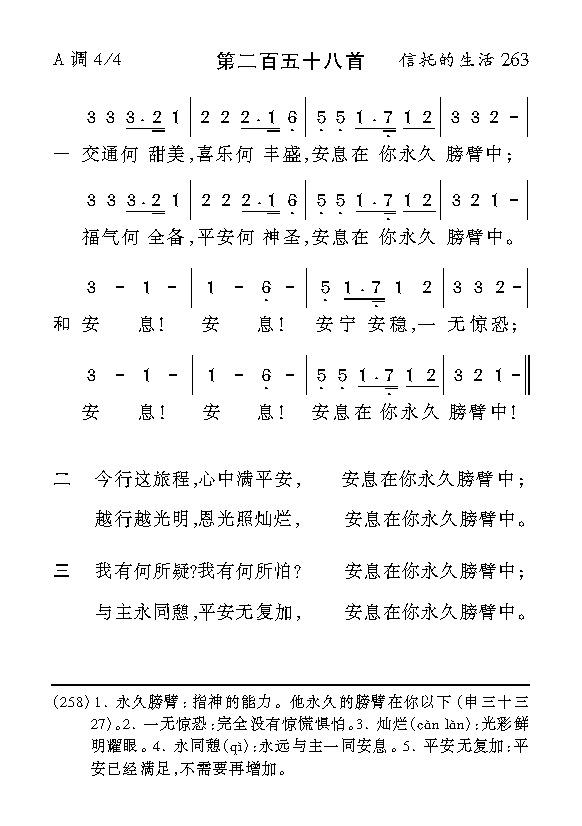 A 调 4/4 第二百五十八首 信托的生活 263
3 3 3 · 2 1 | 2 2 2 · 1 6 | 5 5 1 · 7 1 2 | 3 3 2 - |
一 交通何 甜美,喜乐何 丰盛,安息在 你永久 膀臂中;
3 3 3 · 2 1 | 2 2 2 · 1 6 | 5 5 1 · 7 1 2 | 3 2 1 - |
福气何 全备,平安何 神圣,安息在 你永久 膀臂中。
3 - 1 - | 1 - 6 - | 5 1 · 7 1 2 | 3 3 2 - |
和 安 息! 安 息! 安宁 安稳,一 无惊恐;
3 - 1 - | 1 - 6 - | 5 5 1 · 7 1 2 | 3 2 1 - ‖
安 息! 安 息! 安息在 你永久 膀臂中!
二 今行这旅程,心中满平安, 安息在你永久膀臂中;
越行越光明,恩光照灿烂, 安息在你永久膀臂中。
三 我有何所疑?我有何所怕? 安息在你永久膀臂中;
与主永同憩,平安无复加, 安息在你永久膀臂中。
(258) 1. 永久膀臂:指神的能力。他永久的膀臂在你以下(申三十三
27)。2. 一无惊恐:完全没有惊慌惧怕。3. 灿烂(càn làn):光彩鲜
明耀眼。4. 永同憩(qì):永远与主一同安息。5. 平安无复加:平
安已经满足,不需要再增加。